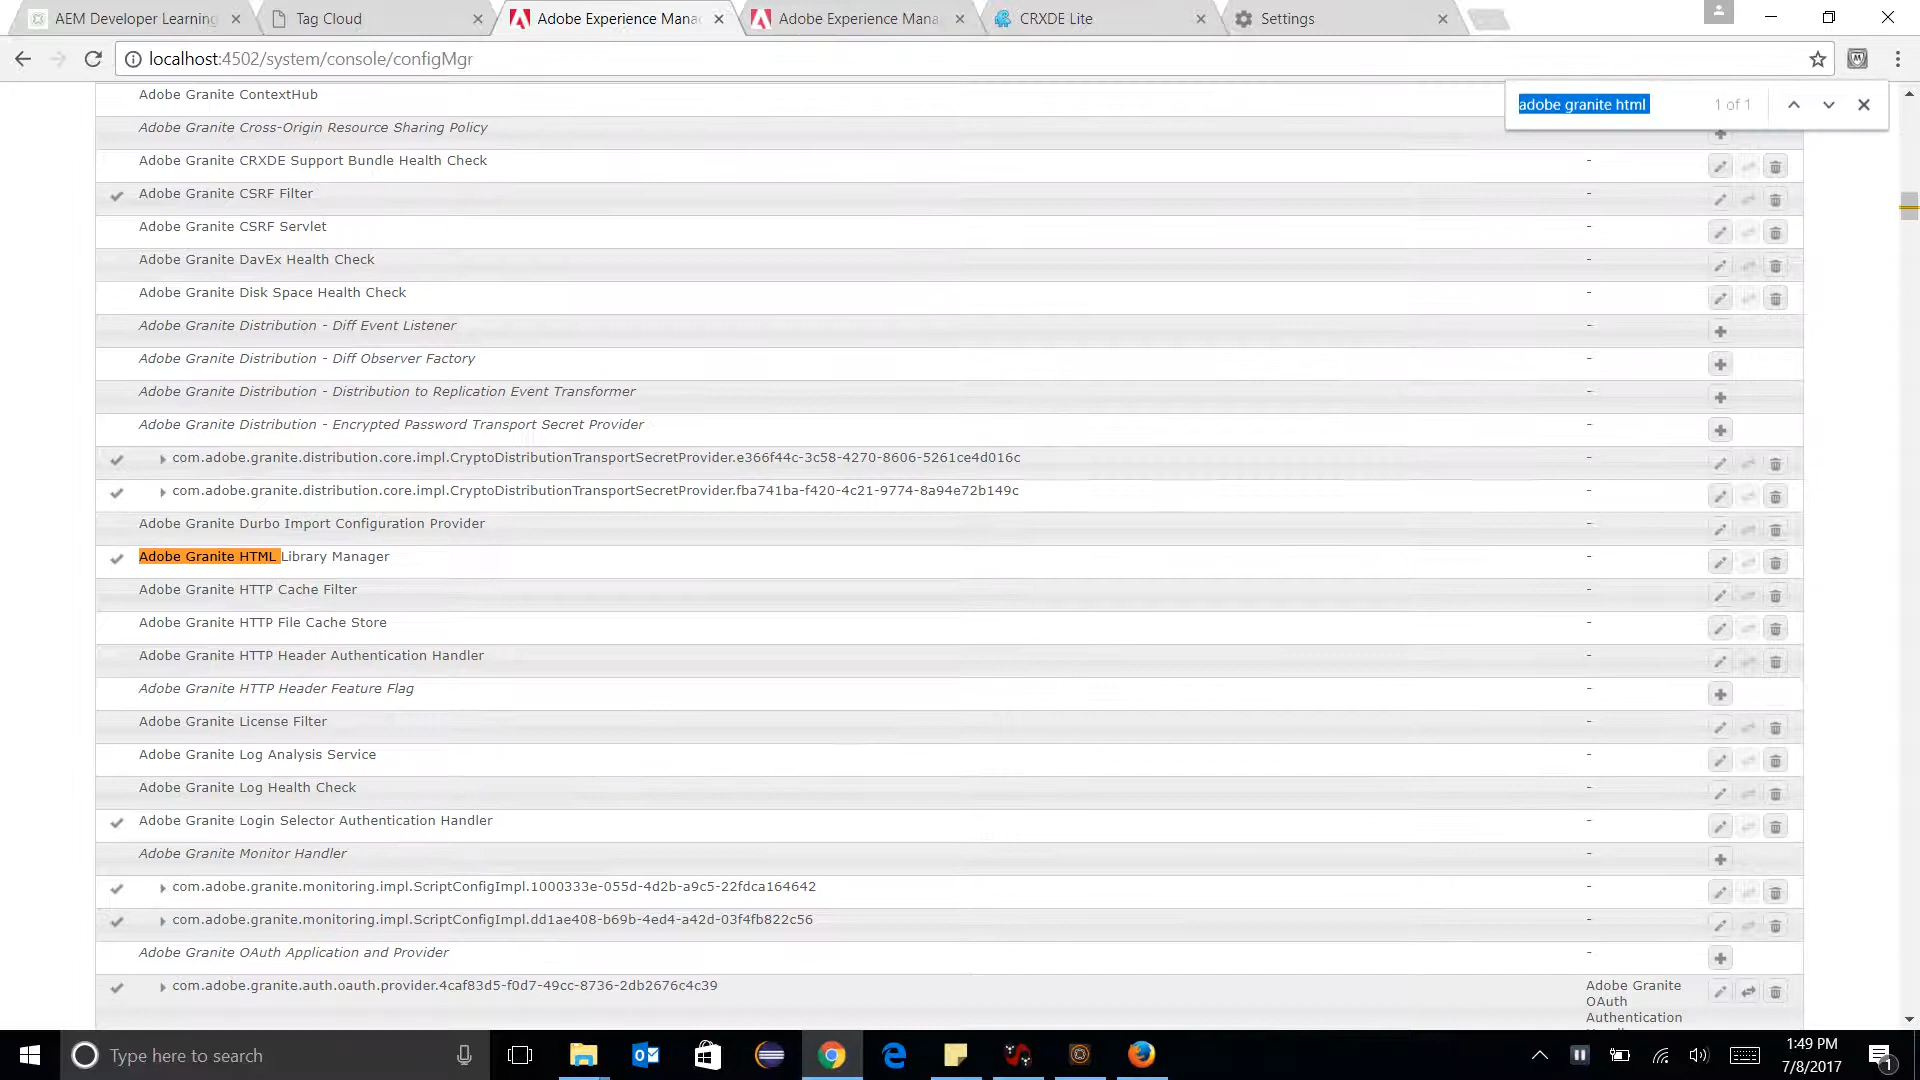 AEM Developer Learning
Tag Cloud
Adobe Experience Mana
Adobe Experience Mana
CRXDE Lite
Settings
localhost:4502/system/console/configMgr
adobe granite html
1 of 1
Adobe Granite ContextHub
Adobe Granite Cross-Origin Resource Sharing Policy
Adobe Granite CRXDE Support Bundle Health Check -
Adobe Granite CSRF Filter -
Adobe Granite CSRF Servlet -
Adobe Granite DavEx Health Check -
Adobe Granite Disk Space Health Check -
Adobe Granite Distribution - Diff Event Listener -
Adobe Granite Distribution - Diff Observer Factory -
Adobe Granite Distribution - Distribution to Replication Event Transformer -
Adobe Granite Distribution - Encrypted Password Transport Secret Provider -
com.adobe.granite.distribution.core.impl.CryptoDistributionTransportSecretProvider.e366f44c-3c58-4270-8606-5261ce4d016c -
com.adobe.granite.distribution.core.impl.CryptoDistributionTransportSecretProvider.fba741ba-f420-4c21-9774-8a94e72b149c -
Adobe Granite Durbo Import Configuration Provider -
Adobe Granite HTML Library Manager -
Adobe Granite HTTP Cache Filter -
Adobe Granite HTTP File Cache Store -
Adobe Granite HTTP Header Authentication Handler -
Adobe Granite HTTP Header Feature Flag -
Adobe Granite License Filter -
Adobe Granite Log Analysis Service -
Adobe Granite Log Health Check -
Adobe Granite Login Selector Authentication Handler -
Adobe Granite Monitor Handler -
com.adobe.granite.monitoring.impl.ScriptConfigImpl.1000333e-055d-4d2b-a9c5-22fdca164642 -
com.adobe.granite.monitoring.impl.ScriptConfigImpl.dd1ae408-b69b-4ed4-a42d-03f4fb822c56 -
Adobe Granite OAuth Application and Provider -
com.adobe.granite.auth.oauth.provider.4caf83d5-f0d7-49cc-8736-2db2676c4c39
Adobe Granite
OAuth
Authentication
Type here to search
1:49 PM
7/8/2017
1